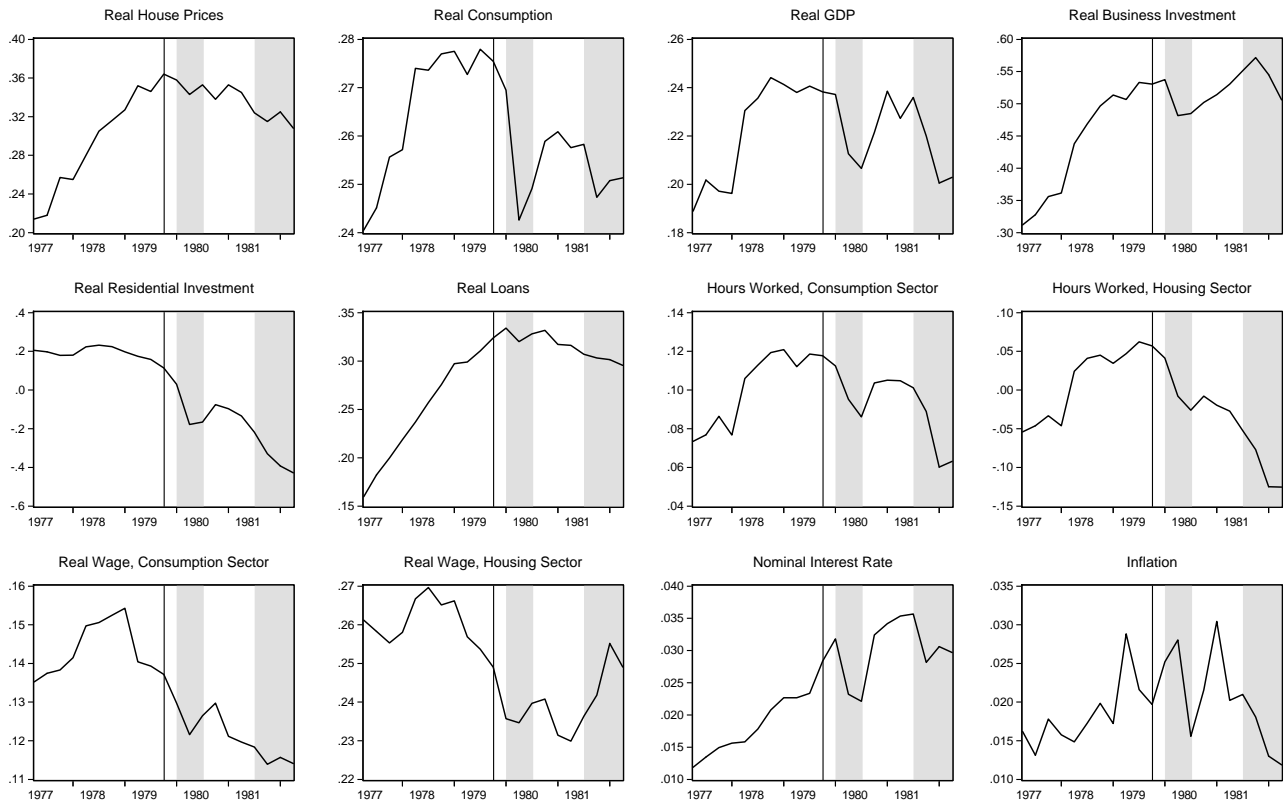 Real House Prices
.40
.36
.32
.28
.24
.20
1977 1978 1979 1980 1981
Real Consumption
.28
.27
.26
.25
.24
1977 1978 1979 1980 1981
Real GDP
.26
.24
.22
.20
.18
1977 1978 1979 1980 1981
Real Business Investment
.60
.55
.50
.45
.40
.35
.30
1977 1978 1979 1980 1981
Real Residential Investment
.4
.2
.0
-.2
-.4
-.6
1977 1978 1979 1980 1981
Real Loans
.35
.30
.25
.20
.15
1977 1978 1979 1980 1981
Hours Worked, Consumption Sector
.14
.12
.10
.08
.06
.04
1977 1978 1979 1980 1981
Hours Worked, Housing Sector
.10
.05
.00
-.05
-.10
-.15
1977 1978 1979 1980 1981
Real Wage, Consumption Sector
.16
.15
.14
.13
.12
.11
1977 1978 1979 1980 1981
Real Wage, Housing Sector
.27
.26
.25
.24
.23
.22
1977 1978 1979 1980 1981
Nominal Interest Rate
.040
.035
.030
.025
.020
.015
.010
1977 1978 1979 1980 1981
Inflation
.035
.030
.025
.020
.015
.010
1977 1978 1979 1980 1981